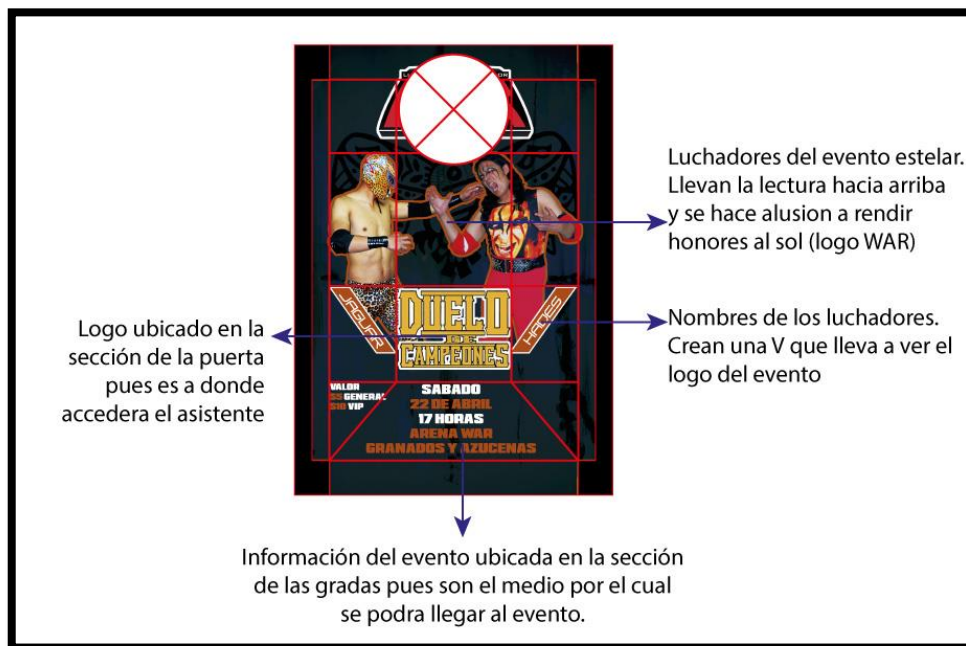 Luchadores del evento estelar.
Llevan la lectura hacia arriba
y se hace alusion a rendir
honores al sol (logo WAR)
JAGUAR
DUELO
DE
CAMPEONES
HADES
Logo ubicado en la
sección de la puerta
pues es a donde
accedera el asistente
Nombres de los luchadores.
Crean una V que lleva a ver el
logo del evento
VALOR
$5 GENERAL
$10 VIP
SABADO
22 DE ABRIL
17 HORAS
ARENA WAR
GRANADOS Y AZUCENAS
Información del evento ubicada en la sección
de las gradas pues son el medio por el cual
se podra llegar al evento.